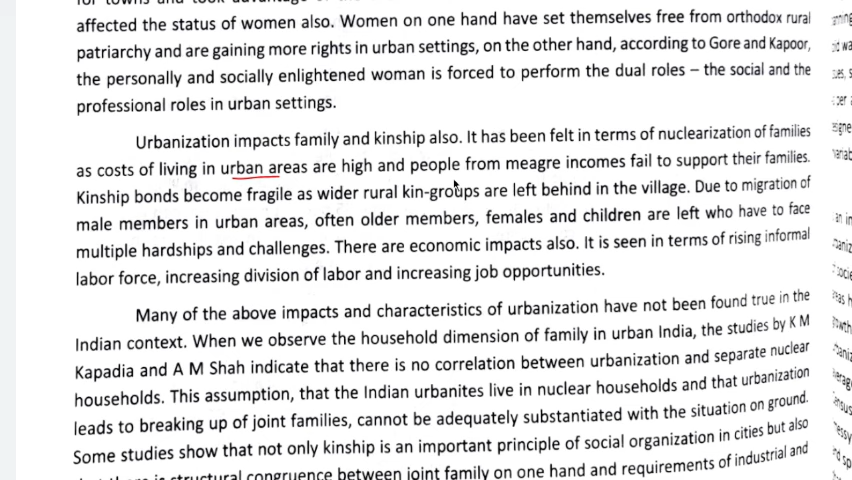 affected the status of women also. Women on one hand have set themselves free from orthodox rural
patriarchy and are gaining more rights in urban settings, on the other hand, according to Gore and Kapoor,
the personally and socially enlightened woman is forced to perform the dual roles – the social and the
professional roles in urban settings.
Urbanization impacts family and kinship also. It has been felt in terms of nuclearization of families
as costs of living in urban areas are high and people from meagre incomes fail to support their families.
Kinship bonds become fragile as wider rural kin-groups are left behind in the village. Due to migration of
male members in urban areas, often older members, females and children are left who have to face
multiple hardships and challenges. There are economic impacts also. It is seen in terms of rising informal
labor force, increasing division of labor and increasing job opportunities.
Many of the above impacts and characteristics of urbanization have not been found true in the
Indian context. When we observe the household dimension of family in urban India, the studies by K M
Kapadia and A M Shah indicate that there is no correlation between urbanization and separate nuclear
households. This assumption, that the Indian urbanites live in nuclear households and that urbanization
leads to breaking up of joint families, cannot be adequately substantiated with the situation on ground.
Some studies show that not only kinship is an important principle of social organization in cities but also
is structural congruence between joint family on one hand and requirements of industrial and